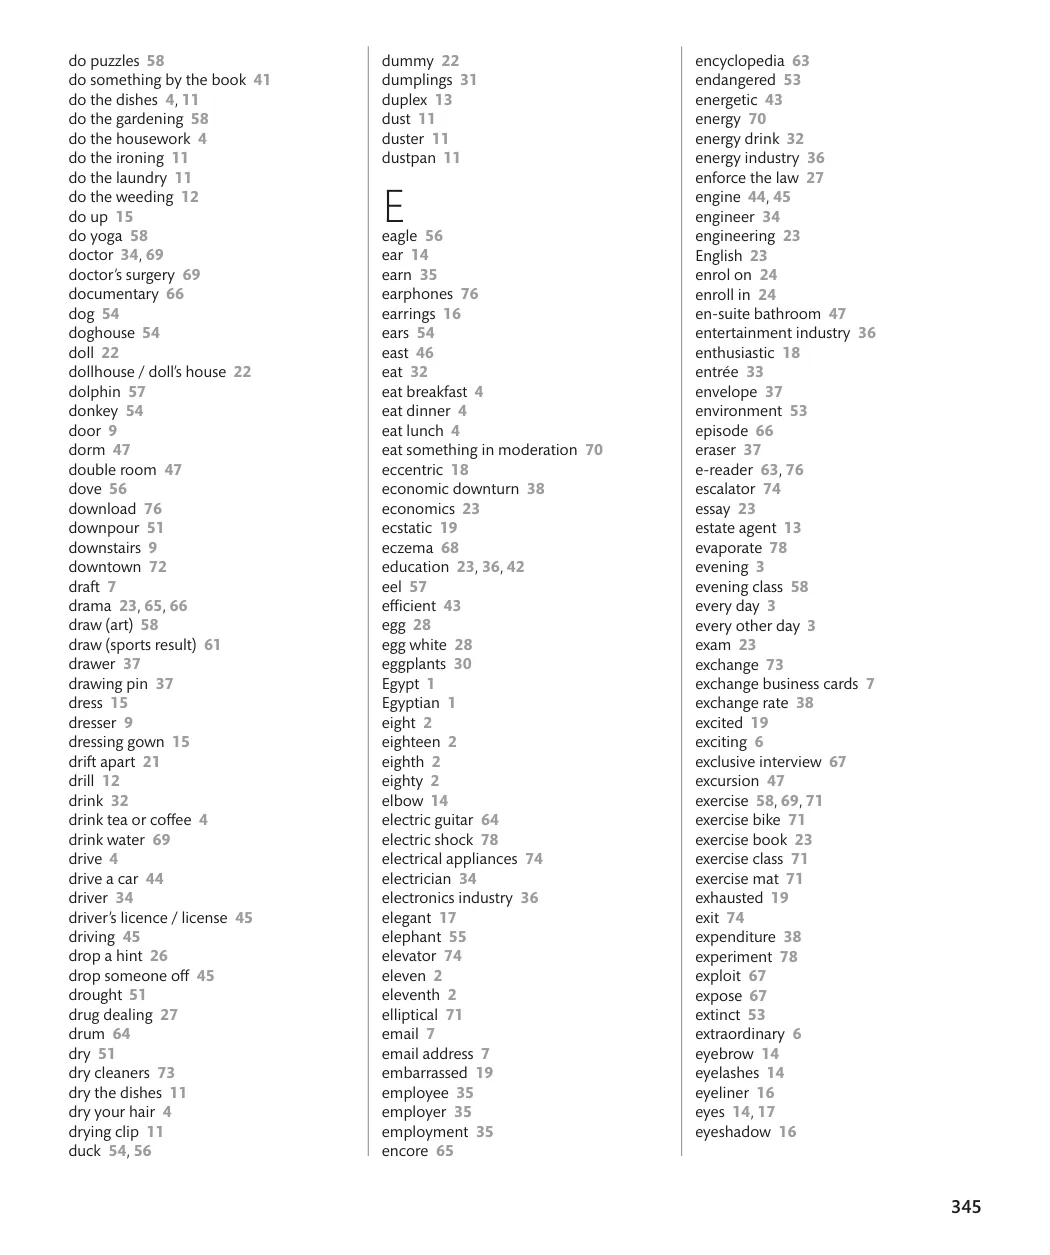 do puzzles 58
do something by the book 41
do the dishes 4, 11
do the gardening 58
do the housework 4
do the ironing 11
do the laundry 11
do the weeding 12
do up 15
do yoga 58
doctor 34, 69
doctor’s surgery 69
documentary 66
dog 54
doghouse 54
doll 22
dollhouse / doll’s house 22
dolphin 57
donkey 54
door 9
dorm 47
double room 47
dove 56
download 76
downpour 51
downstairs 9
downtown 72
draft 7
drama 23, 65, 66
draw (art) 58
draw (sports result) 61
drawer 37
drawing pin 37
dress 15
dresser 9
dressing gown 15
drift apart 21
drill 12
drink 32
drink tea or coffee 4
drink water 69
drive 4
drive a car 44
driver 34
driver’s licence / license 45
driving 45
drop a hint 26
drop someone off 45
drought 51
drug dealing 27
drum 64
dry 51
dry cleaners 73
dry the dishes 11
dry your hair 4
drying clip 11
duck 54, 56
dummy 22
dumplings 31
duplex 13
dust 11
duster 11
dustpan 11
E
eagle 56
ear 14
earn 35
earphones 76
earrings 16
ears 54
east 46
eat 32
eat breakfast 4
eat dinner 4
eat lunch 4
eat something in moderation 70
eccentric 18
economic downturn 38
economics 23
ecstatic 19
eczema 68
education 23, 36, 42
eel 57
efficient 43
egg 28
egg white 28
eggplants 30
Egypt 1
Egyptian 1
eight 2
eighteen 2
eighth 2
eighty 2
elbow 14
electric guitar 64
electric shock 78
electrical appliances 74
electrician 34
electronics industry 36
elegant 17
elephant 55
elevator 74
eleven 2
eleventh 2
elliptical 71
email 7
email address 7
embarrassed 19
employee 35
employer 35
employment 35
encore 65
encyclopedia 63
endangered 53
energetic 43
energy 70
energy drink 32
energy industry 36
enforce the law 27
engine 44, 45
engineer 34
engineering 23
English 23
enrol on 24
enroll in 24
en-suite bathroom 47
entertainment industry 36
enthusiastic 18
entrée 33
envelope 37
environment 53
episode 66
eraser 37
e-reader 63, 76
escalator 74
essay 23
estate agent 13
evaporate 78
evening 3
evening class 58
every day 3
every other day 3
exam 23
exchange 73
exchange business cards 7
exchange rate 38
excited 19
exciting 6
exclusive interview 67
excursion 47
exercise 58, 69, 71
exercise bike 71
exercise book 23
exercise class 71
exercise mat 71
exhausted 19
exit 74
expenditure 38
experiment 78
exploit 67
expose 67
extinct 53
extraordinary 6
eyebrow 14
eyelashes 14
eyeliner 16
eyes 14, 17
eyeshadow 16
345